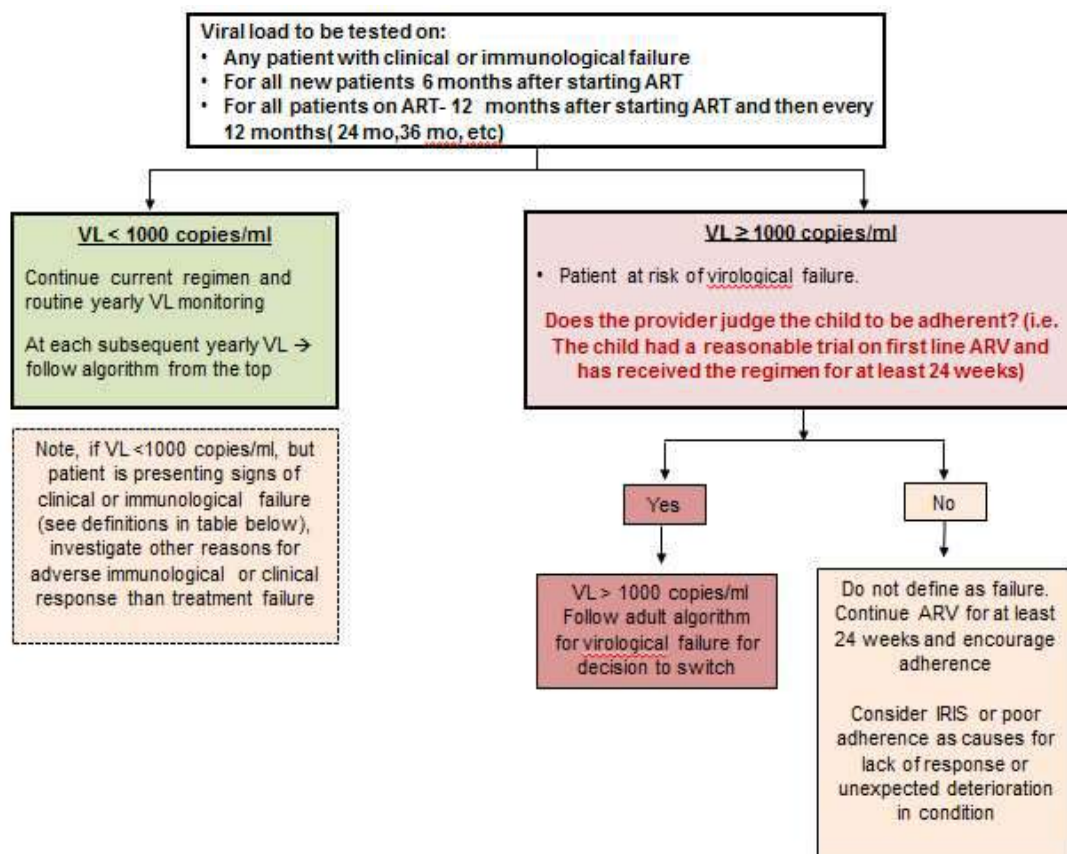 Viral load to be tested on:
• Any patient with clinical or immunological failure
• For all new patients 6 months after starting ART
• For all patients on ART- 12 months after starting ART and then every
12 months( 24 mo,36 mo, etc)
VL < 1000 copies/ml
Continue current regimen and
routine yearly VL monitoring
At each subsequent yearly VL →
follow algorithm from the top
Note, if VL <1000 copies/ml, but
patient is presenting signs of
clinical or immunological failure
(see definitions in table below),
investigate other reasons for
adverse immunological or clinical
response than treatment failure
VL ≥ 1000 copies/ml
• Patient at risk of virological failure.
Does the provider judge the child to be adherent? (i.e.
The child had a reasonable trial on first line ARV and
has received the regimen for at least 24 weeks)
Yes
VL > 1000 copies/ml
Follow adult algorithm
for virological failure for
decision to switch
No
Do not define as failure.
Continue ARV for at least
24 weeks and encourage
adherence
Consider IRIS or poor
adherence as causes for
lack of response or
unexpected deterioration
in condition